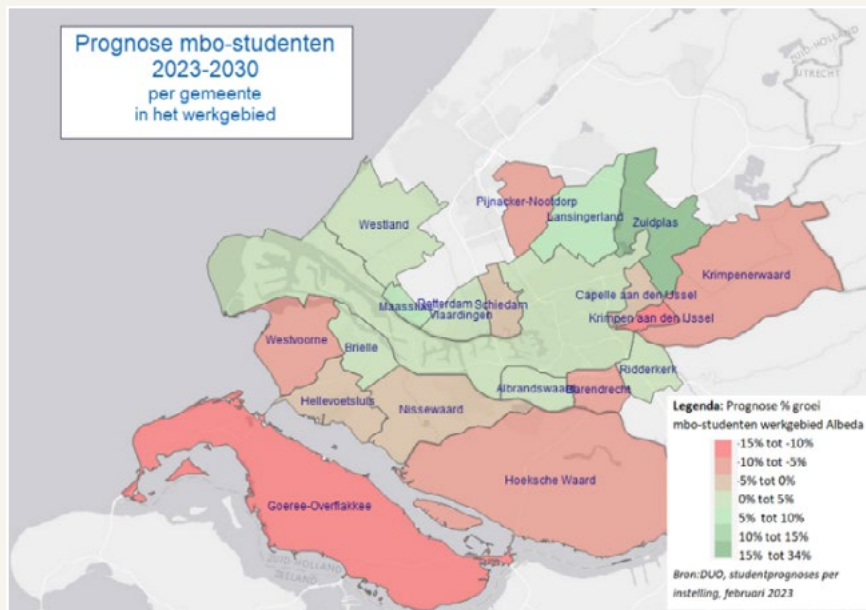 Prognose mbo-studenten
2023-2030
per gemeente
in het werkgebied
ZUID-HOLLAND
UTRECHT
Pijnacker-Nootdorp
Lansingerland
Zuidplas
Westland
Krimpenerwaard
Capelle aan den IJssel
Maassluis
Rotterdam
Vlaardingen
Schiedam
Krimpen aan den IJssel
Westvoorne
Brielle
Ridderkerk
Albrandswaard
Barendrecht
Hellevoetsluis
Nissewaard
Hoeksche Waard
Goeree-Overflakkee
ZUID-HOLLAND
ZEELAND
Legenda: Prognose % groei
mbo-studenten werkgebied Albeda
-15% tot -10%
-10% tot -5%
-5% tot 0%
0% tot 5%
5% tot 10%
10% tot 15%
15% tot 34%
Bron:DUO, studentprognoses per
instelling, februari 2023